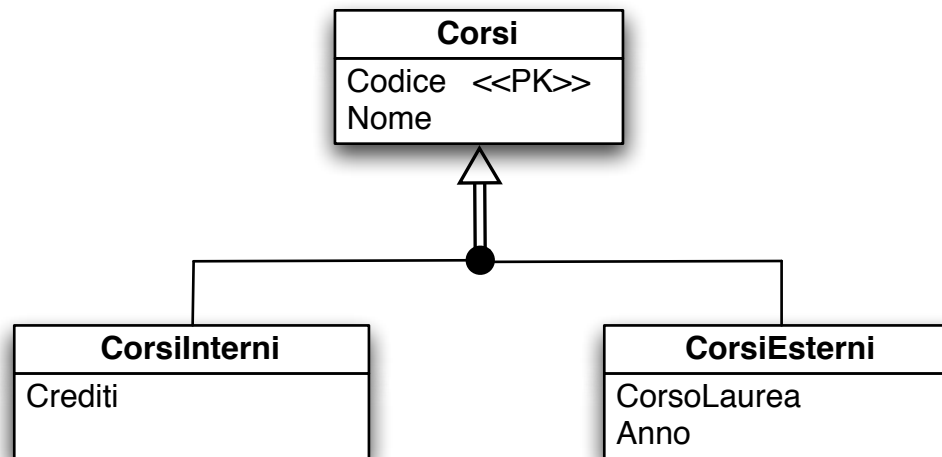 Corsi
Codice <<PK>>
Nome
CorsiInterni
Crediti
CorsiEsterni
CorsoLaurea
Anno